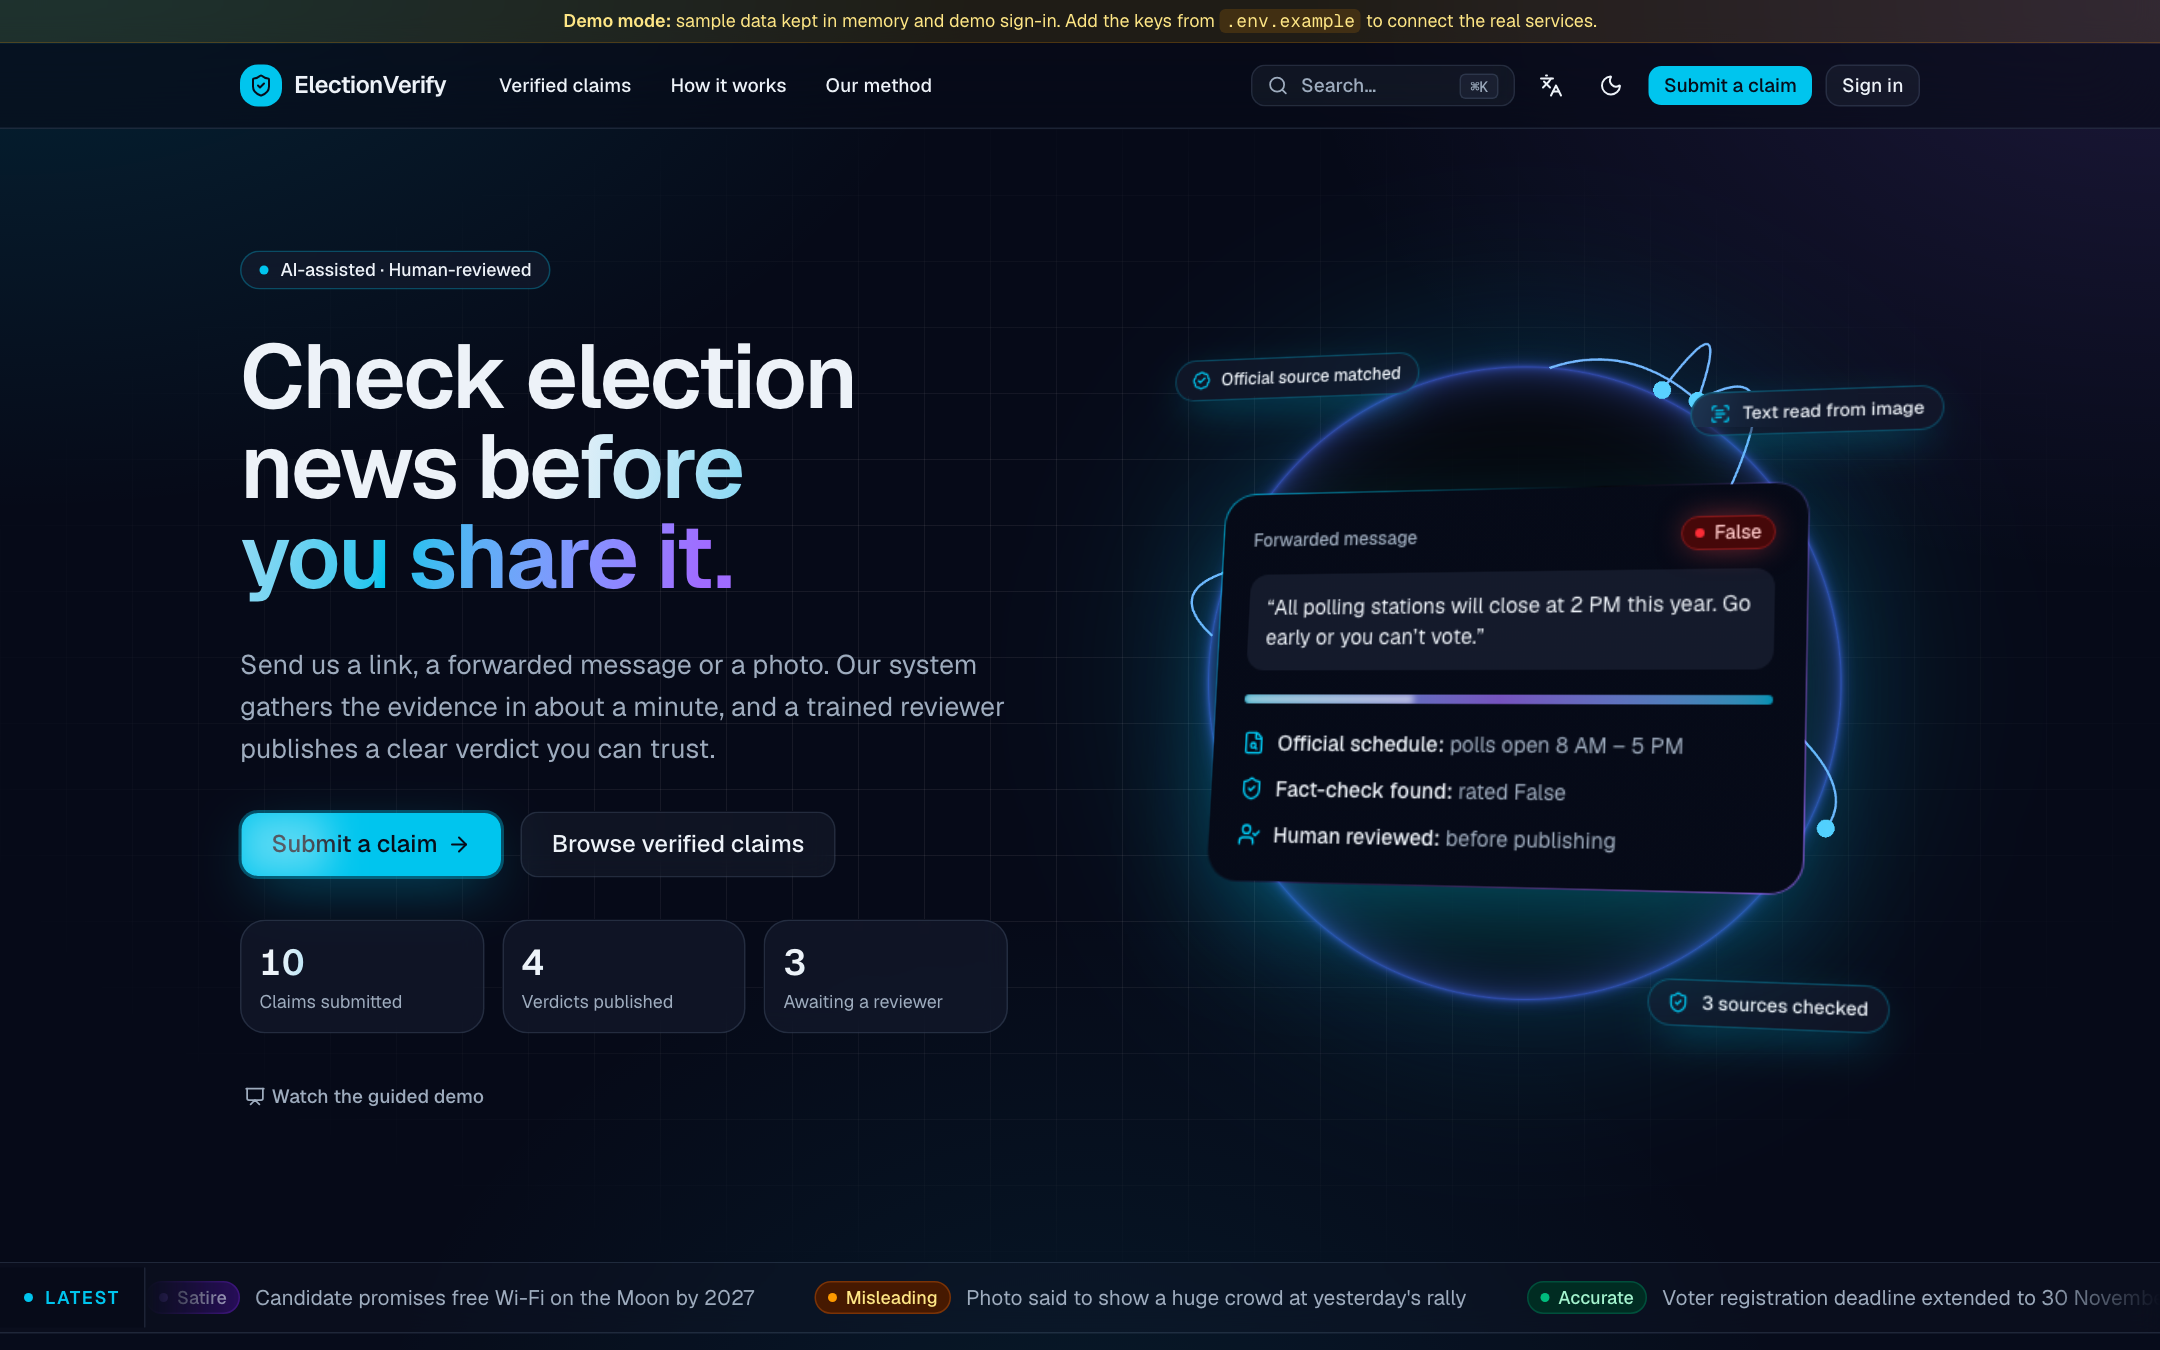 Demo mode: sample data kept in memory and demo sign-in. Add the keys from .env.example to connect the real services.
ElectionVerify
Verified claims
How it works
Our method
Search...
⌘K
Submit a claim
Sign in
AI-assisted · Human-reviewed
Check election
news before
you share it.
Send us a link, a forwarded message or a photo. Our system
gathers the evidence in about a minute, and a trained reviewer
publishes a clear verdict you can trust.
Submit a claim →
Browse verified claims
10
Claims submitted
4
Verdicts published
3
Awaiting a reviewer
Watch the guided demo
Official source matched
Text read from image
Forwarded message
False
“All polling stations will close at 2 PM this year. Go
early or you can’t vote.”
Official schedule: polls open 8 AM – 5 PM
Fact-check found: rated False
Human reviewed: before publishing
3 sources checked
LATEST
Satire
Candidate promises free Wi-Fi on the Moon by 2027
Misleading
Photo said to show a huge crowd at yesterday's rally
Accurate
Voter registration deadline extended to 30